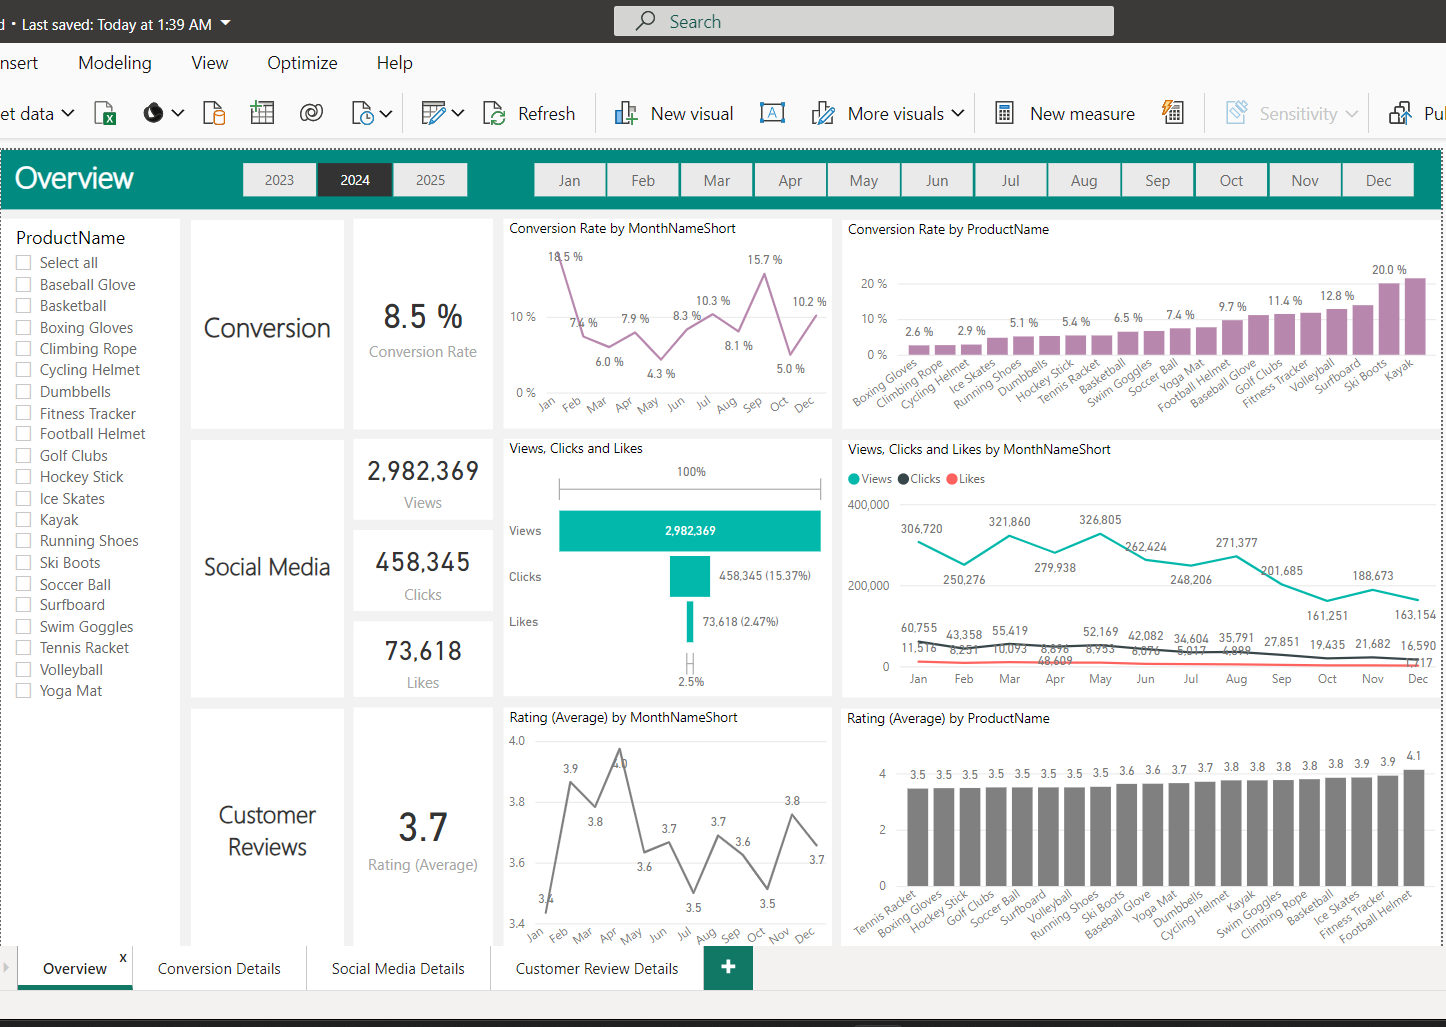 d • Last saved: Today at 1:39 AM
Search
nsert Modeling View Optimize Help
et data Refresh New visual More visuals New measure Sensitivity Pu
Overview
2023 2024 2025
Jan Feb Mar Apr May Jun Jul Aug Sep Oct Nov Dec
ProductName
Select all
Baseball Glove
Basketball
Boxing Gloves
Climbing Rope
Cycling Helmet
Dumbbells
Fitness Tracker
Football Helmet
Golf Clubs
Hockey Stick
Ice Skates
Kayak
Running Shoes
Ski Boots
Soccer Ball
Surfboard
Swim Goggles
Tennis Racket
Volleyball
Yoga Mat
Conversion
8.5 %
Conversion Rate
Conversion Rate by MonthNameShort
18.5 % 7.4 % 6.0 % 7.9 % 4.3 % 8.3 % 10.3 % 8.1 % 15.7 % 5.0 % 10.2 %
10 %
0 %
Jan Feb Mar Apr May Jun Jul Aug Sep Oct Dec
Conversion Rate by ProductName
20 %
10 %
0 %
2.6 % 2.9 % 5.1 % 5.4 % 6.5 % 7.4 % 9.7 % 11.4 % 12.8 % 20.0 %
Boxing Gloves Climbing Rope Cycling Helmet Ice Skates Running Shoes Dumbbells Hockey Stick Tennis Racket Basketball Swim Goggles Soccer Ball Yoga Mat Football Helmet Baseball Glove Golf Clubs Fitness Tracker Volleyball Surfboard Ski Boots Kayak
Social Media
2,982,369
Views
458,345
Clicks
73,618
Likes
Views, Clicks and Likes
100%
Views 2,982,369
Clicks 458,345 (15.37%)
Likes 73,618 (2.47%)
2.5%
Views, Clicks and Likes by MonthNameShort
Views Clicks Likes
400,000
200,000
0
306,720 250,276 321,860 279,938 326,805 262,424 248,206 271,377 201,685 161,251 188,673 163,154
60,755 43,358 55,419 48,609 52,169 42,082 34,604 35,791 27,851 19,435 21,682 16,590
11,516 8,251 10,093 8,896 8,953 6,076 5,017 4,899
Jan Feb Mar Apr May Jun Jul Aug Sep Oct Nov Dec
Customer
Reviews
3.7
Rating (Average)
Rating (Average) by MonthNameShort
4.0
3.8
3.6
3.4
3.4 3.9 3.8 4.0 3.6 3.7 3.5 3.7 3.6 3.5 3.8 3.7
Jan Feb Mar Apr May Jun Jul Aug Sep Oct Nov Dec
Rating (Average) by ProductName
4
2
0
3.5 3.5 3.5 3.5 3.5 3.5 3.5 3.5 3.6 3.6 3.7 3.7 3.8 3.8 3.8 3.8 3.8 3.9 3.9 4.1
Tennis Racket Boxing Gloves Hockey Stick Golf Clubs Soccer Ball Surfboard Volleyball Running Shoes Ski Boots Baseball Glove Yoga Mat Dumbbells Cycling Helmet Kayak Swim Goggles Climbing Rope Basketball Ice Skates Fitness Tracker Football Helmet
Overview x Conversion Details Social Media Details Customer Review Details +